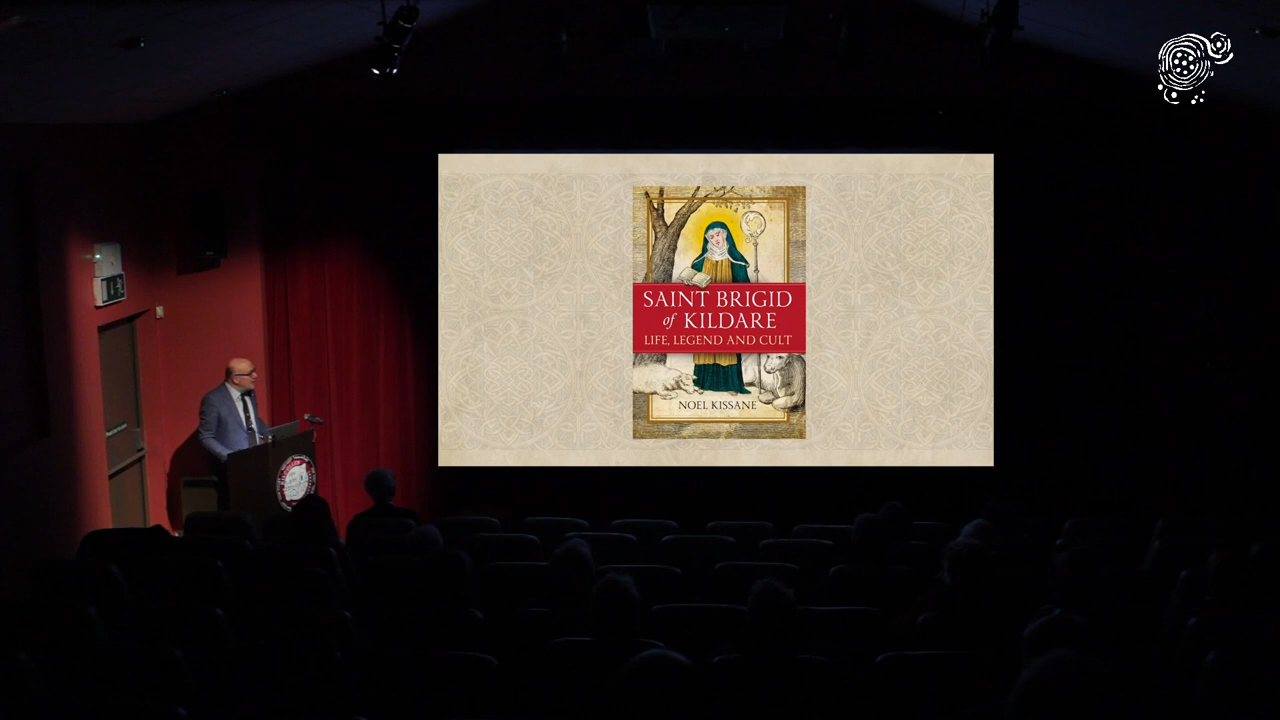 SAINT BRIGID
of KILDARE
LIFE, LEGEND AND CULT
NOEL KISSANE